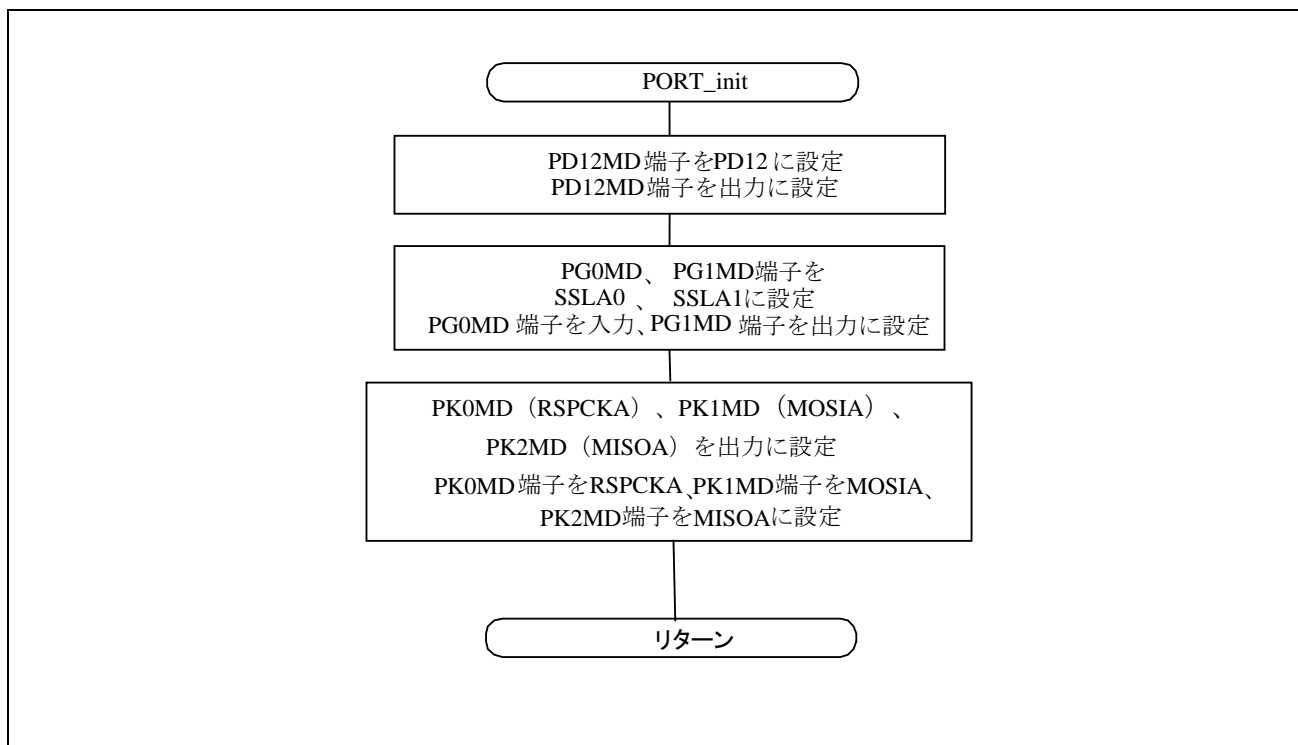 PORT_init
PD12MD端子をPD12に設定
PD12MD端子を出力に設定
PG0MD、 PG1MD端子を
SSLA0 、 SSLA1に設定
PG0MD 端子を入力、PG1MD 端子を出力に設定
PK0MD（RSPCKA）、PK1MD（MOSIA）、
PK2MD（MISOA）を出力に設定
PK0MD端子をRSPCKA、PK1MD端子をMOSIA、
PK2MD端子をMISOAに設定
リターン